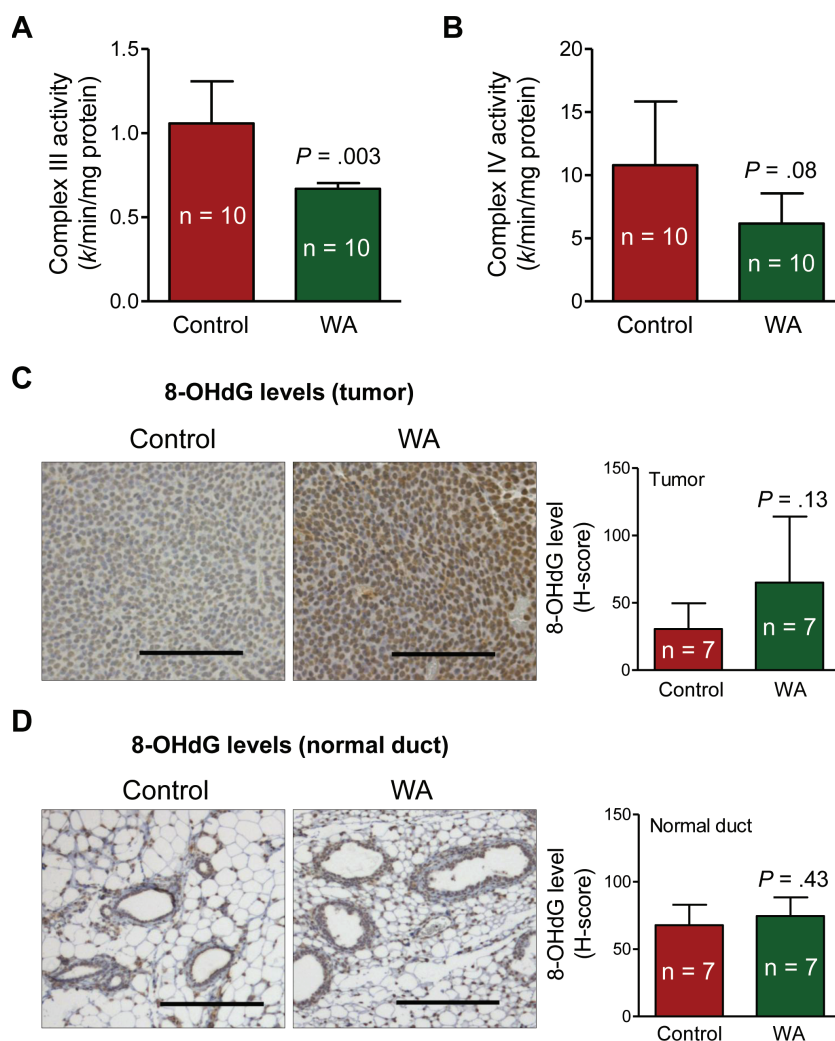 A
Complex III activity
(k/min/mg protein)
1.5
1.0
0.5
0.0
P = .003
n = 10
n = 10
Control
WA
B
Complex IV activity
(k/min/mg protein)
20
15
10
5
0
P = .08
n = 10
n = 10
Control
WA
C
8-OHdG levels (tumor)
Control
WA
8-OHdG level
(H-score)
150
100
50
0
Tumor
P = .13
n = 7
n = 7
Control
WA
D
8-OHdG levels (normal duct)
Control
WA
8-OHdG level
(H-score)
150
100
50
0
Normal duct
P = .43
n = 7
n = 7
Control
WA